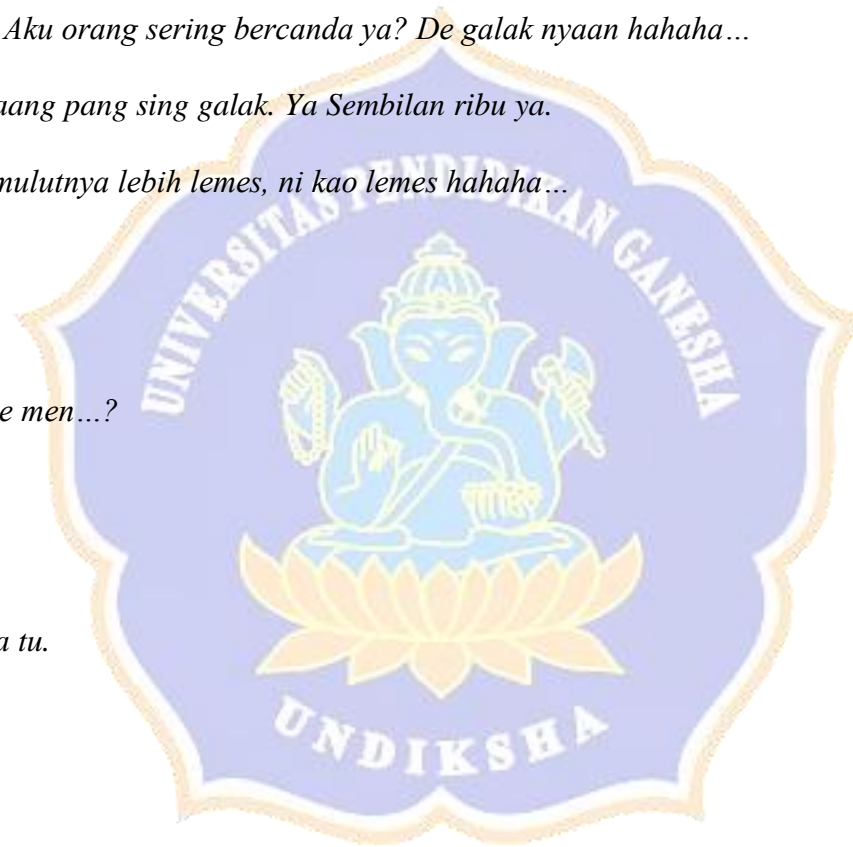 Aku orang sering bercanda ya? De galak nyaan hahaha…
aang pang sing galak. Ya Sembilan ribu ya.
mulutnya lebih lemes, ni kao lemes hahaha…
UNIVERSITAS PENDIDIKAN GANESHA
e men…?
a tu.
UNDIKSHA